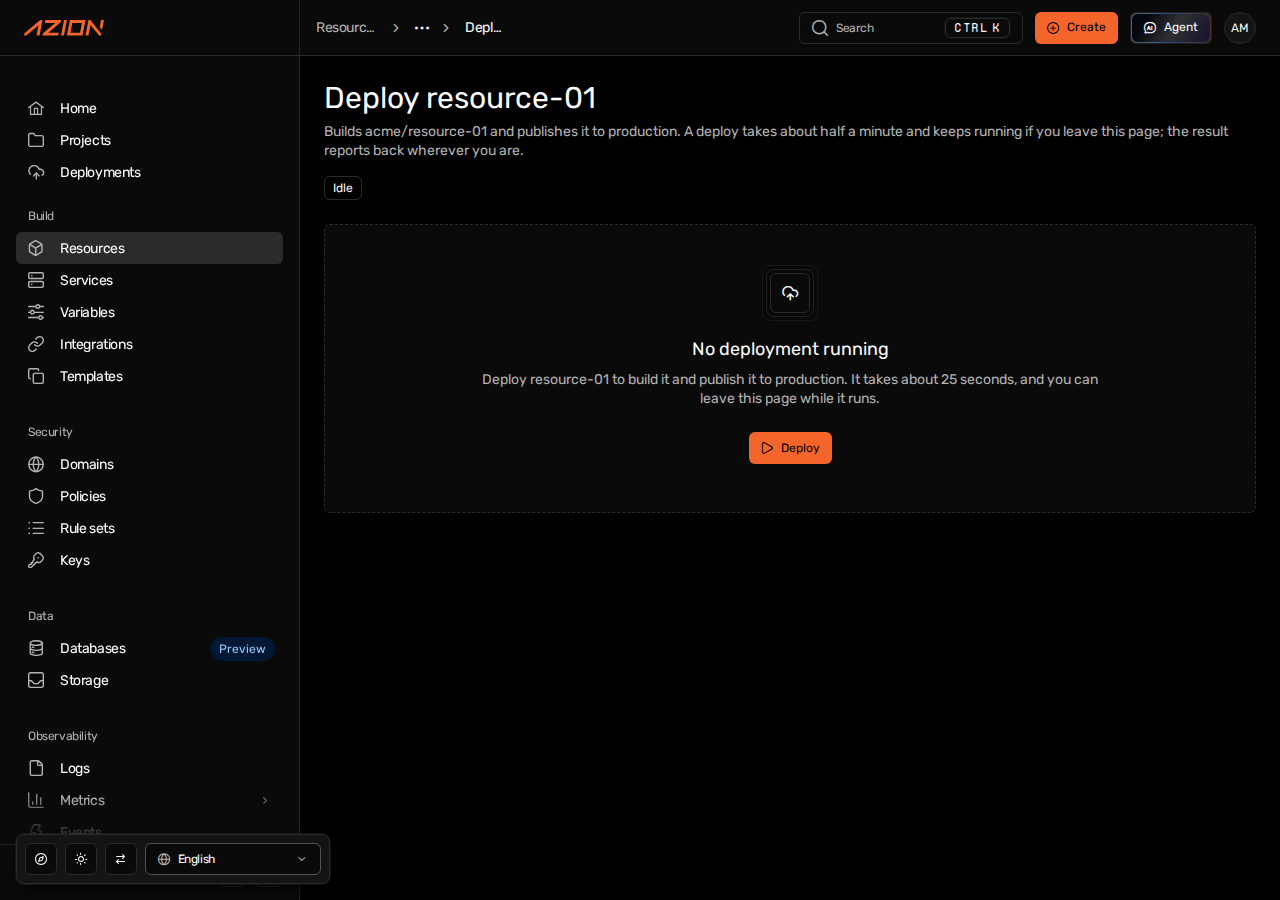 AZION
Resourc...
Depl...
Search
CTRL K
Create
Agent
AM
Home
Projects
Deployments
Build
Resources
Services
Variables
Integrations
Templates
Security
Domains
Policies
Rule sets
Keys
Data
Databases
Preview
Storage
Observability
Logs
Metrics
Events
English
Deploy resource-01
Builds acme/resource-01 and publishes it to production. A deploy takes about half a minute and keeps running if you leave this page; the result
reports back wherever you are.
Idle
No deployment running
Deploy resource-01 to build it and publish it to production. It takes about 25 seconds, and you can
leave this page while it runs.
Deploy